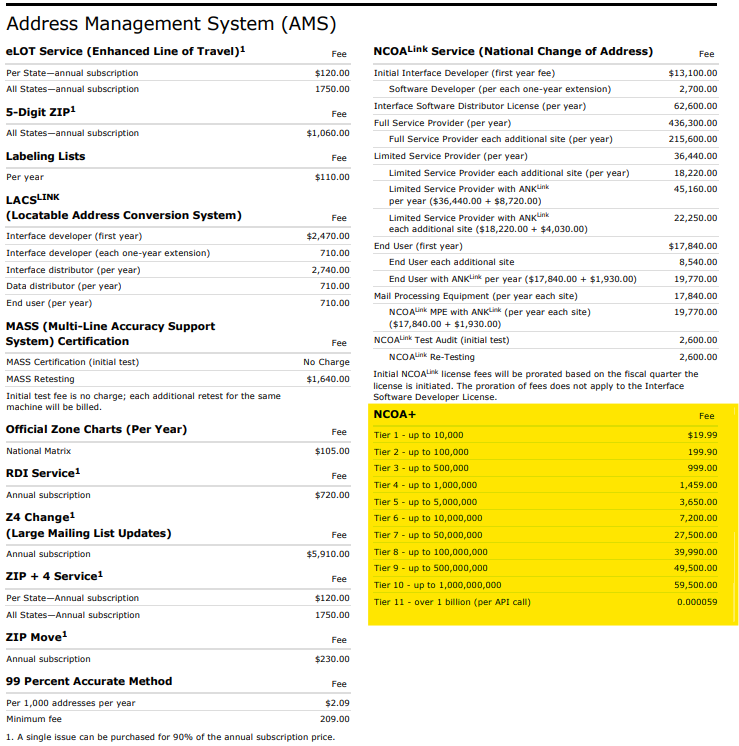 Address Management System (AMS)
eLOT Service (Enhanced Line of Travel)1 Fee
Per State—annual subscription $120.00
All States—annual subscription 1750.00
5-Digit ZIP1 Fee
All States—annual subscription $1,060.00
Labeling Lists Fee
Per year $110.00
LACSLINK
(Locatable Address Conversion System) Fee
Interface developer (first year) $2,470.00
Interface developer (each one-year extension) 710.00
Interface distributor (per year) 2,740.00
Data distributor (per year) 710.00
End user (per year) 710.00
MASS (Multi-Line Accuracy Support
System) Certification Fee
MASS Certification (initial test) No Charge
MASS Retesting $1,640.00
Initial test fee is no charge; each additional retest for the same
machine will be billed.
Official Zone Charts (Per Year) Fee
National Matrix $105.00
RDI Service1 Fee
Annual subscription $720.00
Z4 Change1
(Large Mailing List Updates) Fee
Annual subscription $5,910.00
ZIP + 4 Service1 Fee
Per State—Annual subscription $120.00
All States—Annual subscription 1750.00
ZIP Move1 Fee
Annual subscription $230.00
99 Percent Accurate Method Fee
Per 1,000 addresses per year $2.09
Minimum fee 209.00
1. A single issue can be purchased for 90% of the annual subscription price.
NCOALink Service (National Change of Address) Fee
Initial Interface Developer (first year fee) $13,100.00
Software Developer (per each one-year extension) 2,700.00
Interface Software Distributor License (per year) 62,600.00
Full Service Provider (per year) 436,300.00
Full Service Provider each additional site (per year) 215,600.00
Limited Service Provider (per year) 36,440.00
Limited Service Provider each additional site (per year) 18,220.00
Limited Service Provider with ANKLink 45,160.00
per year ($36,440.00 + $8,720.00)
Limited Service Provider with ANKLink 22,250.00
each additional site ($18,220.00 + $4,030.00)
End User (first year) $17,840.00
End User each additional site 8,540.00
End User with ANKLink per year ($17,840.00 + $1,930.00) 19,770.00
Mail Processing Equipment (per year each site) 17,840.00
NCOALink MPE with ANKLink (per year each site) 19,770.00
($17,840.00 + $1,930.00)
NCOALink Test Audit (initial test) 2,600.00
NCOALink Re-Testing 2,600.00
Initial NCOALink license fees will be prorated based on the fiscal quarter the
license is initiated. The proration of fees does not apply to the Interface
Software Developer License.
NCOA+ Fee
Tier 1 - up to 10,000 $19.99
Tier 2 - up to 100,000 199.90
Tier 3 - up to 500,000 999.00
Tier 4 - up to 1,000,000 1,459.00
Tier 5 - up to 5,000,000 3,650.00
Tier 6 - up to 10,000,000 7,200.00
Tier 7 - up to 50,000,000 27,500.00
Tier 8 - up to 100,000,000 39,990.00
Tier 9 - up to 500,000,000 49,500.00
Tier 10 - up to 1,000,000,000 59,500.00
Tier 11 - over 1 billion (per API call) 0.000059